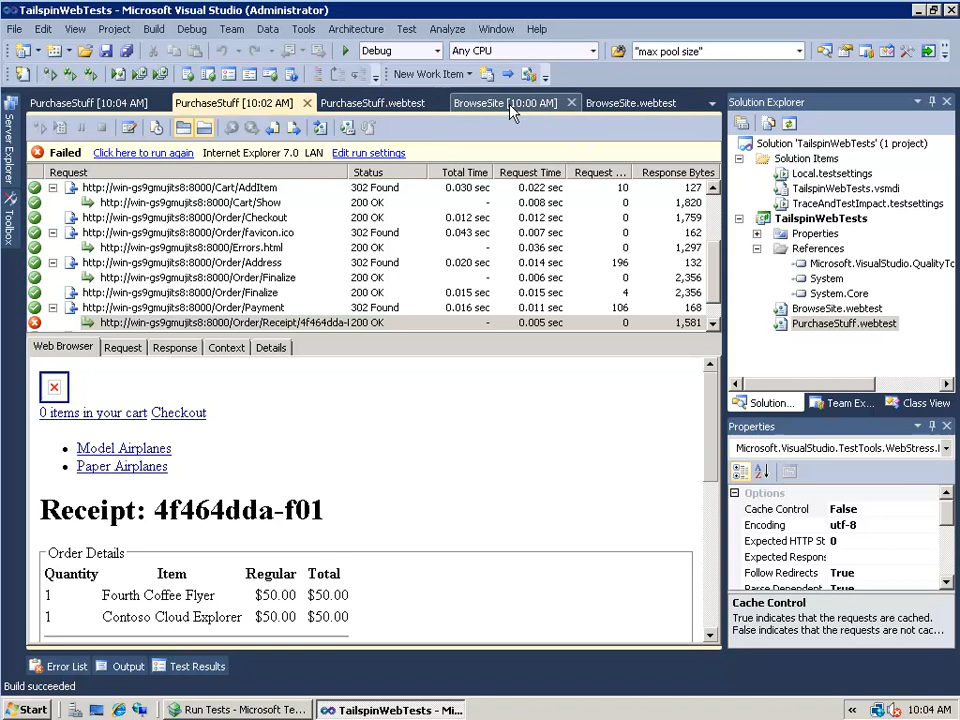 TailspinWebTests - Microsoft Visual Studio (Administrator)
File Edit View Project Build Debug Team Data Tools Architecture Test Analyze Window Help
Debug Any CPU "max pool size"
New Work Item
PurchaseStuff [10:04 AM] PurchaseStuff [10:02 AM] PurchaseStuff.webtest BrowseSite [10:00 AM] BrowseSite.webtest
Failed Click here to run again Internet Explorer 7.0 LAN Edit run settings
Request Status Total Time Request Time Request ... Response Bytes
http://win-gs9gmujits8:8000/Cart/AddItem 302 Found 0.030 sec 0.022 sec 10 127
http://win-gs9gmujits8:8000/Cart/Show 200 OK - 0.008 sec 0 1,820
http://win-gs9gmujits8:8000/Order/Checkout 200 OK 0.012 sec 0.012 sec 0 1,759
http://win-gs9gmujits8:8000/favicon.ico 302 Found 0.043 sec 0.007 sec 0 162
http://win-gs9gmujits8:8000/Errors.html 200 OK - 0.036 sec 0 1,297
http://win-gs9gmujits8:8000/Order/Address 302 Found 0.020 sec 0.014 sec 196 132
http://win-gs9gmujits8:8000/Order/Finalize 200 OK - 0.006 sec 0 2,356
http://win-gs9gmujits8:8000/Order/Finalize 200 OK 0.015 sec 0.015 sec 4 2,356
http://win-gs9gmujits8:8000/Order/Payment 302 Found 0.016 sec 0.011 sec 106 168
http://win-gs9gmujits8:8000/Order/Receipt/4f464dda-f 200 OK - 0.005 sec 0 1,581
Web Browser Request Response Context Details
0 items in your cart Checkout
• Model Airplanes
• Paper Airplanes
Receipt: 4f464dda-f01
Order Details
Quantity Item Regular Total
1 Fourth Coffee Flyer $50.00 $50.00
1 Contoso Cloud Explorer $50.00 $50.00
Server Explorer
Toolbox
Solution Explorer
Solution 'TailspinWebTests' (1 project)
Solution Items
Local.testsettings
TailspinWebTests.vsmdi
TraceAndTestImpact.testsettings
TailspinWebTests
Properties
References
Microsoft.VisualStudio.QualityTo
System
System.Core
BrowseSite.webtest
PurchaseStuff.webtest
Solution... Team Ex... Class View
Properties
Microsoft.VisualStudio.TestTools.WebStress.
Options
Cache Control False
Encoding utf-8
Expected HTTP St 0
Expected Respons
Follow Redirects True
Parse Dependent True
Cache Control
True indicates that the requests are cached.
False indicates that the requests are not cac...
Error List Output Test Results
Build succeeded
Start Run Tests - Microsoft Te... TailspinWebTests - Mi... « 10:04 AM